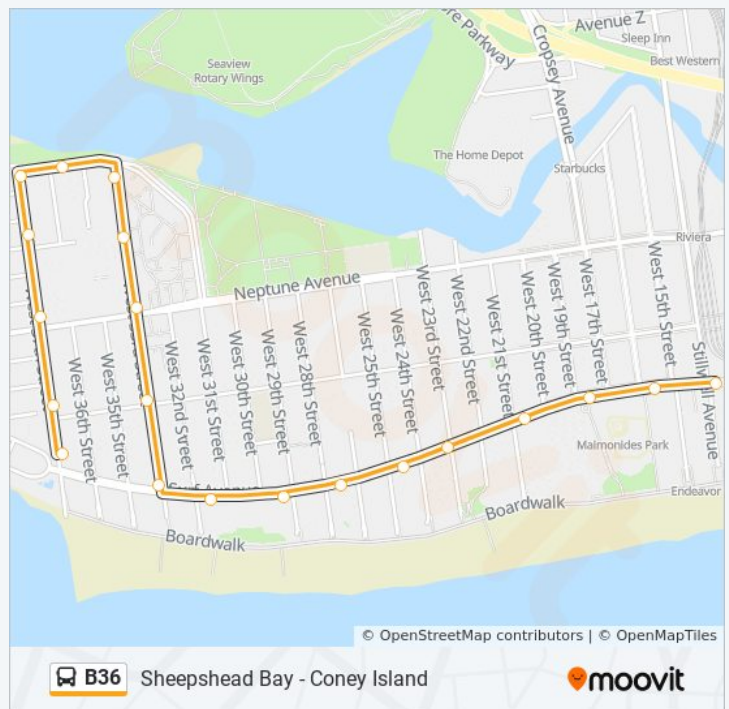 Avenue Z
Sleep Inn
ore Parkway
Cropsey Avenue
Best Western
Seaview
Rotary Wings
The Home Depot
Starbucks
Riviera
Neptune Avenue
West 15th Street
West 17th Street
West 19th Street
West 20th Street
West 21st Street
West 22nd Street
West 23rd Street
West 24th Street
West 25th Street
West 28th Street
West 29th Street
West 30th Street
West 31st Street
West 32nd Street
West 35th Street
West 36th Street
Stillwell Avenue
Malmonides Park
Endeavor
Surf Avenue
Boardwalk
Boardwalk
© OpenStreetMap contributors | © OpenMapTiles
B36 Sheepshead Bay - Coney Island
moovit